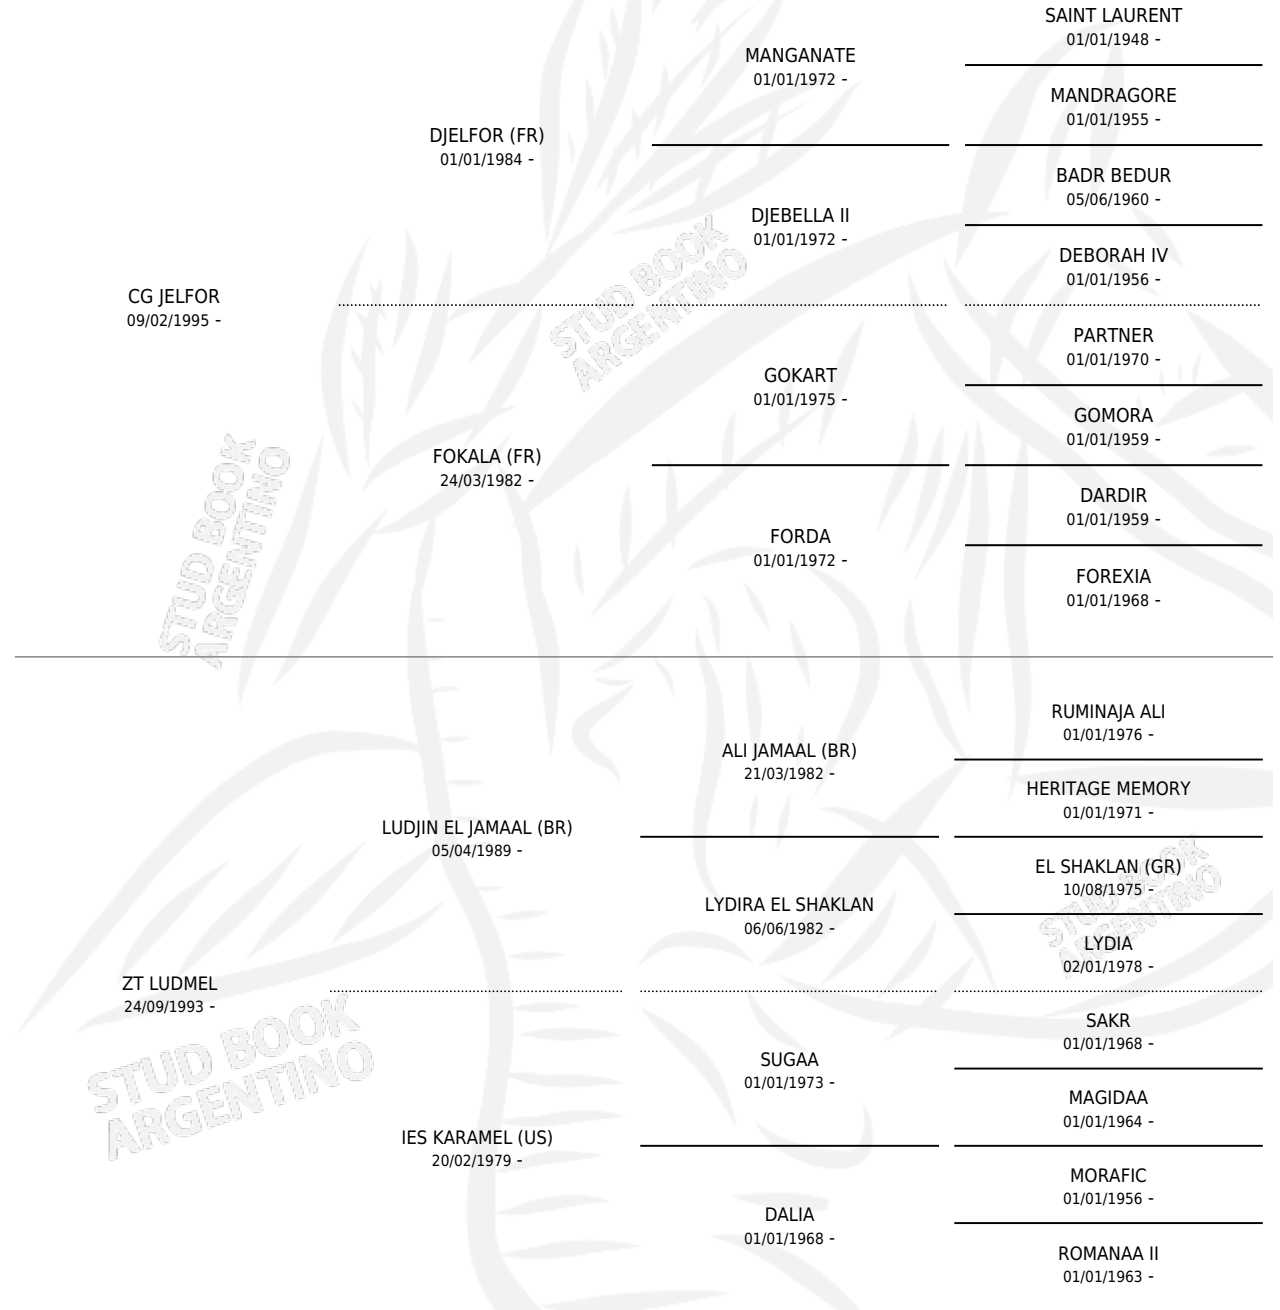 SAINT LAURENT
01/01/1948 -
MANGANATE
01/01/1972 -
MANDRAGORE
01/01/1955 -
DJELFOR (FR)
01/01/1984 -
BADR BEDUR
05/06/1960 -
DJEBELLA II
01/01/1972 -
DEBORAH IV
01/01/1956 -
CG JELFOR
09/02/1995 -
STUD BOOK
ARGENTINO
PARTNER
01/01/1970 -
GOKART
01/01/1975 -
GOMORA
01/01/1959 -
FOKALA (FR)
24/03/1982 -
DARDIR
01/01/1959 -
FORDA
01/01/1972 -
FOREXIA
01/01/1968 -
STUD BOOK
ARGENTINO
RUMINAJA ALI
01/01/1976 -
ALI JAMAAL (BR)
21/03/1982 -
HERITAGE MEMORY
01/01/1971 -
LUDJIN EL JAMAAL (BR)
05/04/1989 -
EL SHAKLAN (GR)
10/08/1975 -
LYDIRA EL SHAKLAN
06/06/1982 -
LYDIA
02/01/1978 -
STUD BOOK
ARGENTINO
ZT LUDMEL
24/09/1993 -
STUD BOOK
ARGENTINO
SAKR
01/01/1968 -
SUGAA
01/01/1973 -
MAGIDAA
01/01/1964 -
IES KARAMEL (US)
20/02/1979 -
MORAFIC
01/01/1956 -
DALIA
01/01/1968 -
ROMANAA II
01/01/1963 -